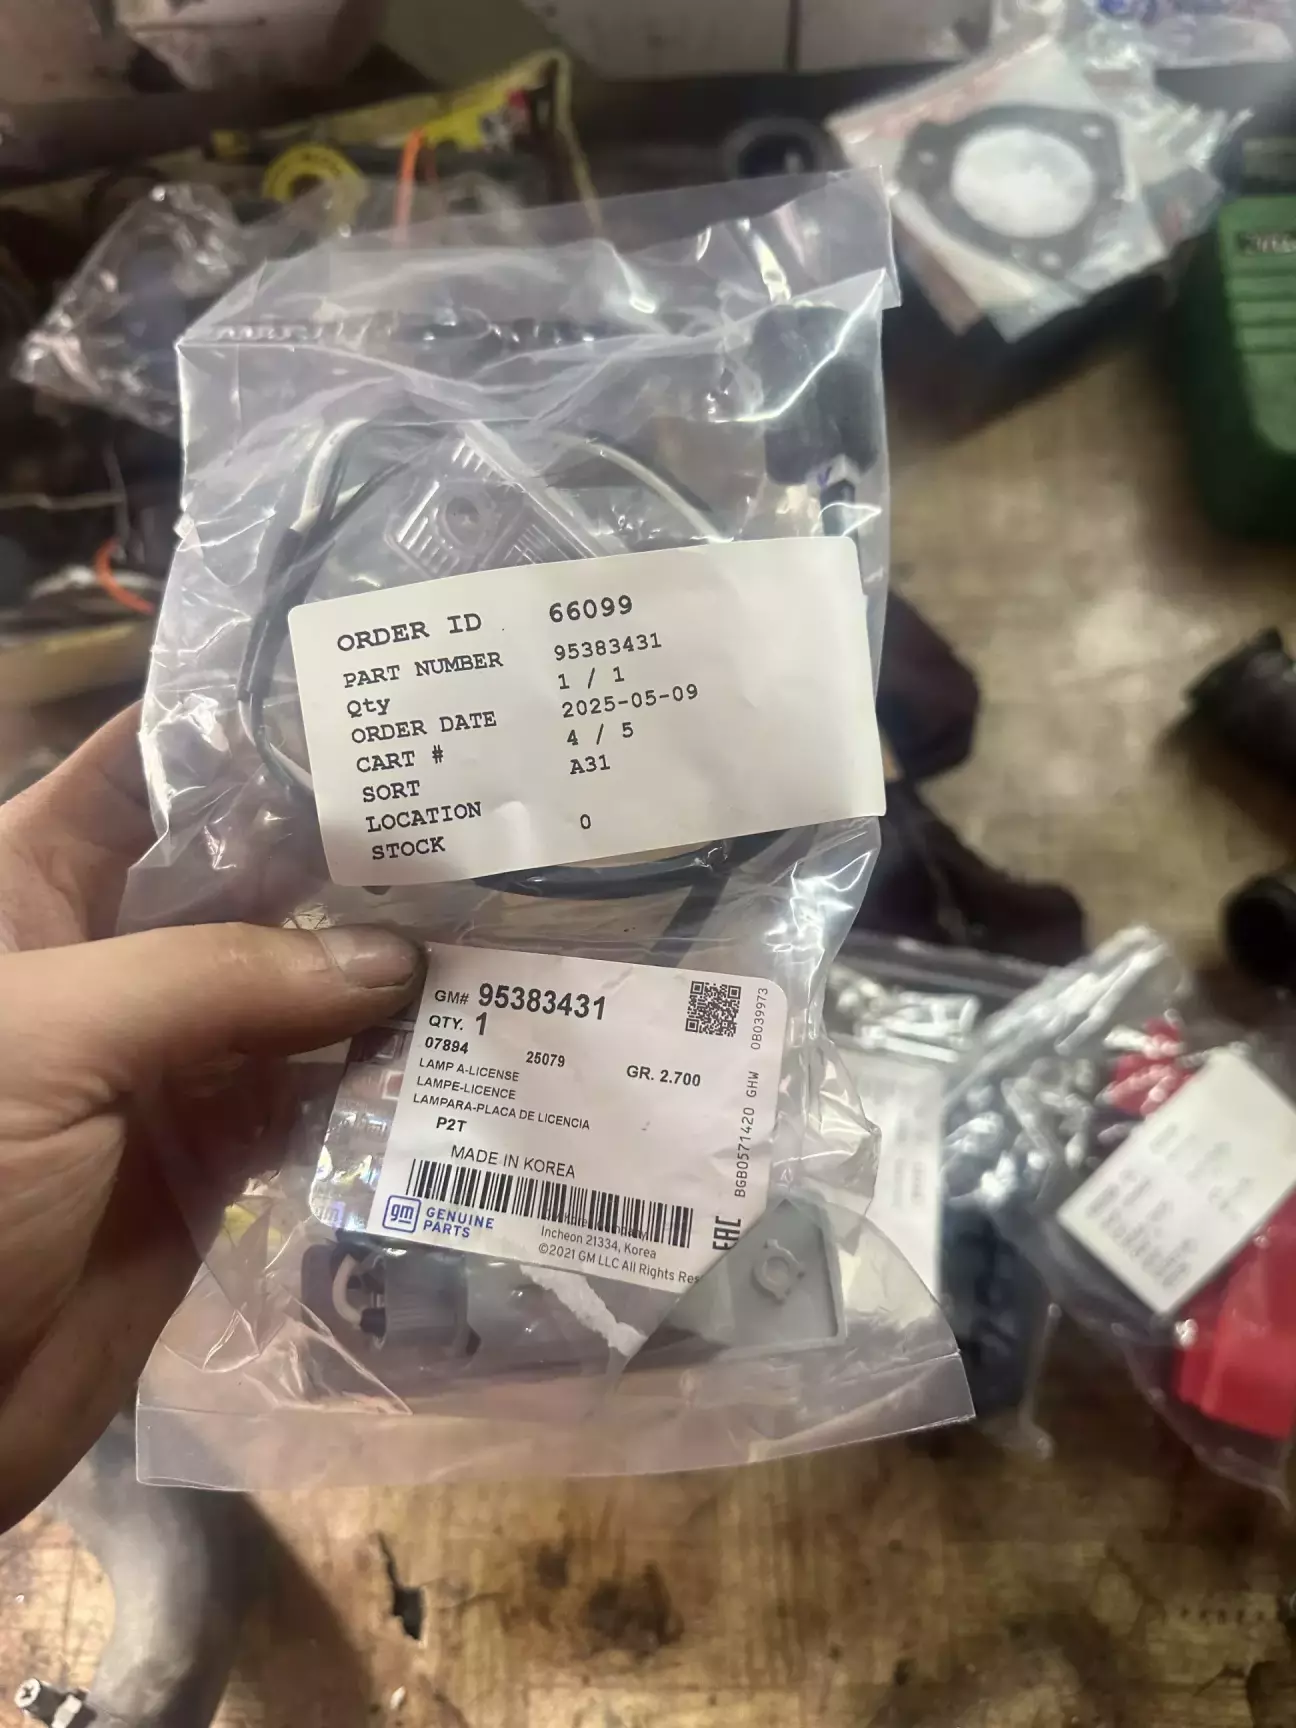 ORDER ID 66099
PART NUMBER 95383431
Qty 1 / 1
ORDER DATE 2025-05-09
CART # 4 / 5
SORT A31
LOCATION
STOCK 0
GM# 95383431
QTY. 1
07894 25079 GR. 2.700
LAMP A-LICENSE
LAMPE-LICENCE
LAMPARA-PLACA DE LICENCIA
P2T
MADE IN KOREA
gm GENUINE
PARTS
Incheon 21334, Korea
©2021 GM LLC All Rights Res
EAC
BGB0571420 GHW 0B039973